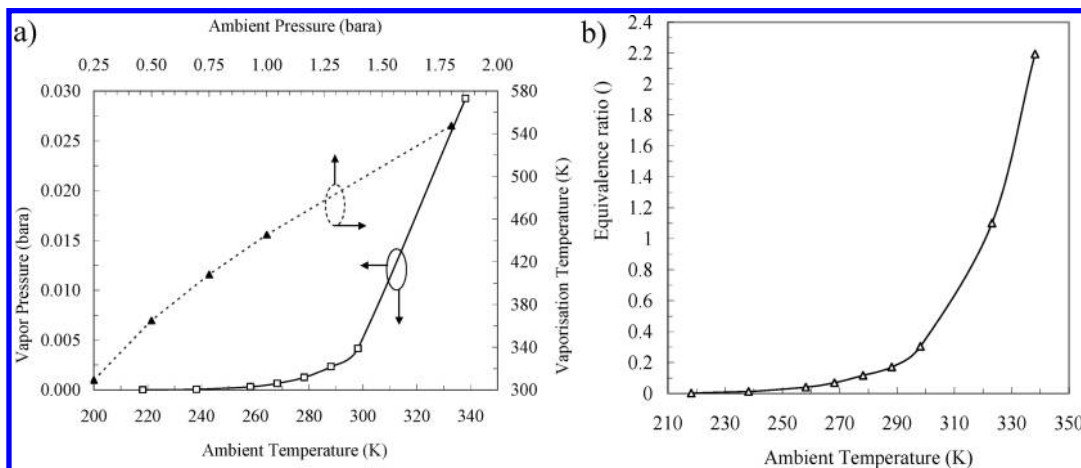 a)
Ambient Pressure (bara)
0.25 0.50 0.75 1.00 1.25 1.50 1.75 2.00
0.030
0.025
0.020
0.015
0.010
0.005
0.000
Vapor Pressure (bara)
580
540
500
460
420
380
340
300
Vaporisation Temperature (K)
200 220 240 260 280 300 320 340
Ambient Temperature (K)
b)
2.4
2.2
2
1.8
1.6
1.4
1.2
1
0.8
0.6
0.4
0.2
0
Equivalence ratio ()
210 230 250 270 290 310 330 350
Ambient Temperature (K)